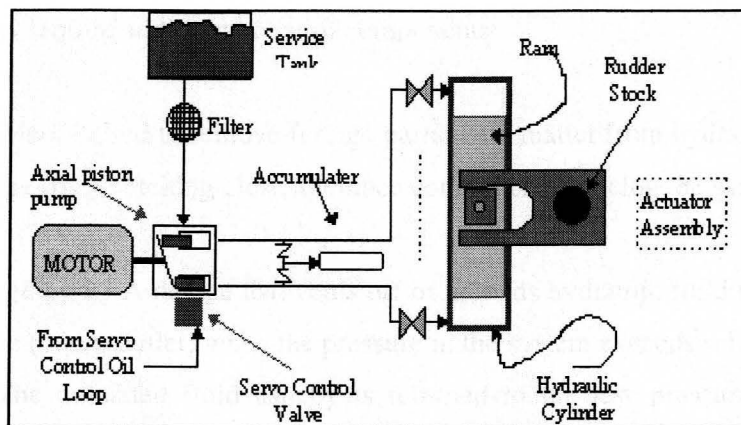 Service
Tank
Ram
Rudder
Stock
Filter
Axial piston
pump
Accumulater
Actuator
Assembly
MOTOR
From Servo
Control Oil
Loop
Servo Control
Valve
Hydraulic
Cylinder